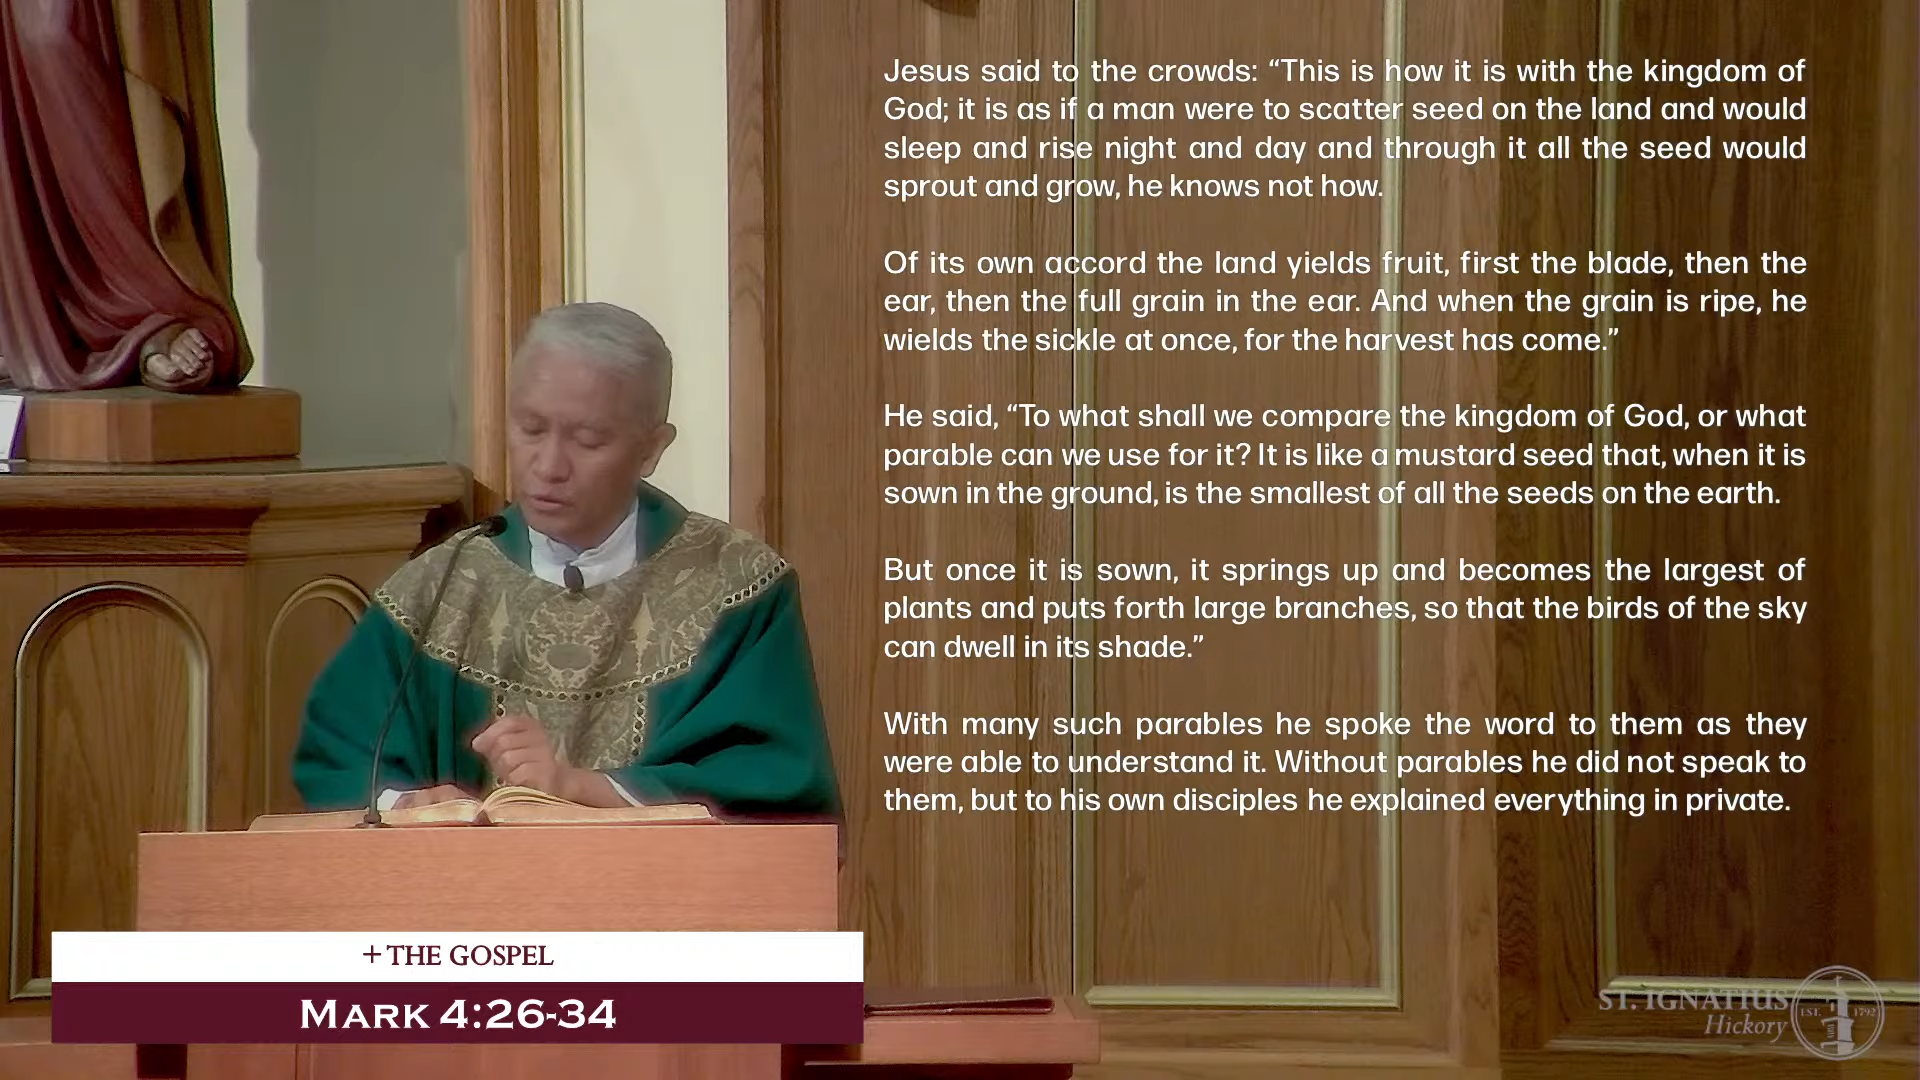 Jesus said to the crowds: “This is how it is with the kingdom of
God; it is as if a man were to scatter seed on the land and would
sleep and rise night and day and through it all the seed would
sprout and grow, he knows not how.
Of its own accord the land yields fruit, first the blade, then the
ear, then the full grain in the ear. And when the grain is ripe, he
wields the sickle at once, for the harvest has come.”
He said, “To what shall we compare the kingdom of God, or what
parable can we use for it? It is like a mustard seed that, when it is
sown in the ground, is the smallest of all the seeds on the earth.
But once it is sown, it springs up and becomes the largest of
plants and puts forth large branches, so that the birds of the sky
can dwell in its shade.”
With many such parables he spoke the word to them as they
were able to understand it. Without parables he did not speak to
them, but to his own disciples he explained everything in private.
+THE GOSPEL
MARK 4:26-34
ST. IGNATIUS
Hickory
EST. 1792